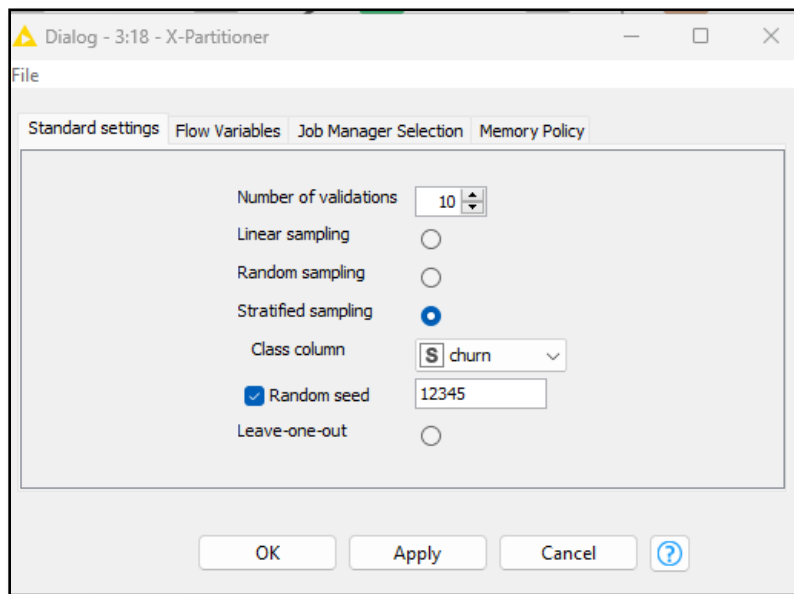 Dialog - 3:18 - X-Partitioner
File
Standard settings Flow Variables Job Manager Selection Memory Policy
Number of validations 10
Linear sampling
Random sampling
Stratified sampling
Class column S churn
Random seed 12345
Leave-one-out
OK Apply Cancel ?